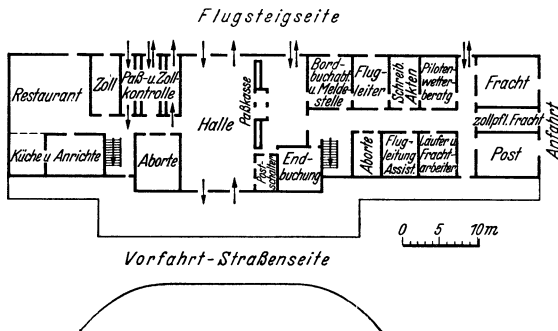 Flugsteigseite
Restaurant
Zoll
Paß-u. Zoll-
kontrolle
Halle
Paßkasse
Bord-
buchabt.
u. Melde-
stelle
Flug-
leiter
Schreib.
Akten
Piloten-
wetter-
beratg
Fracht
zollpfl. Fracht
Anfahrt
Küche u Anrichte
Aborte
Post-
schalter
End-
buchung
Aborte
Flug-
leitung
Assist.
Läufer u
Fracht-
arbeiter
Post
0 5 10m
Vorfahrt-Straßenseite